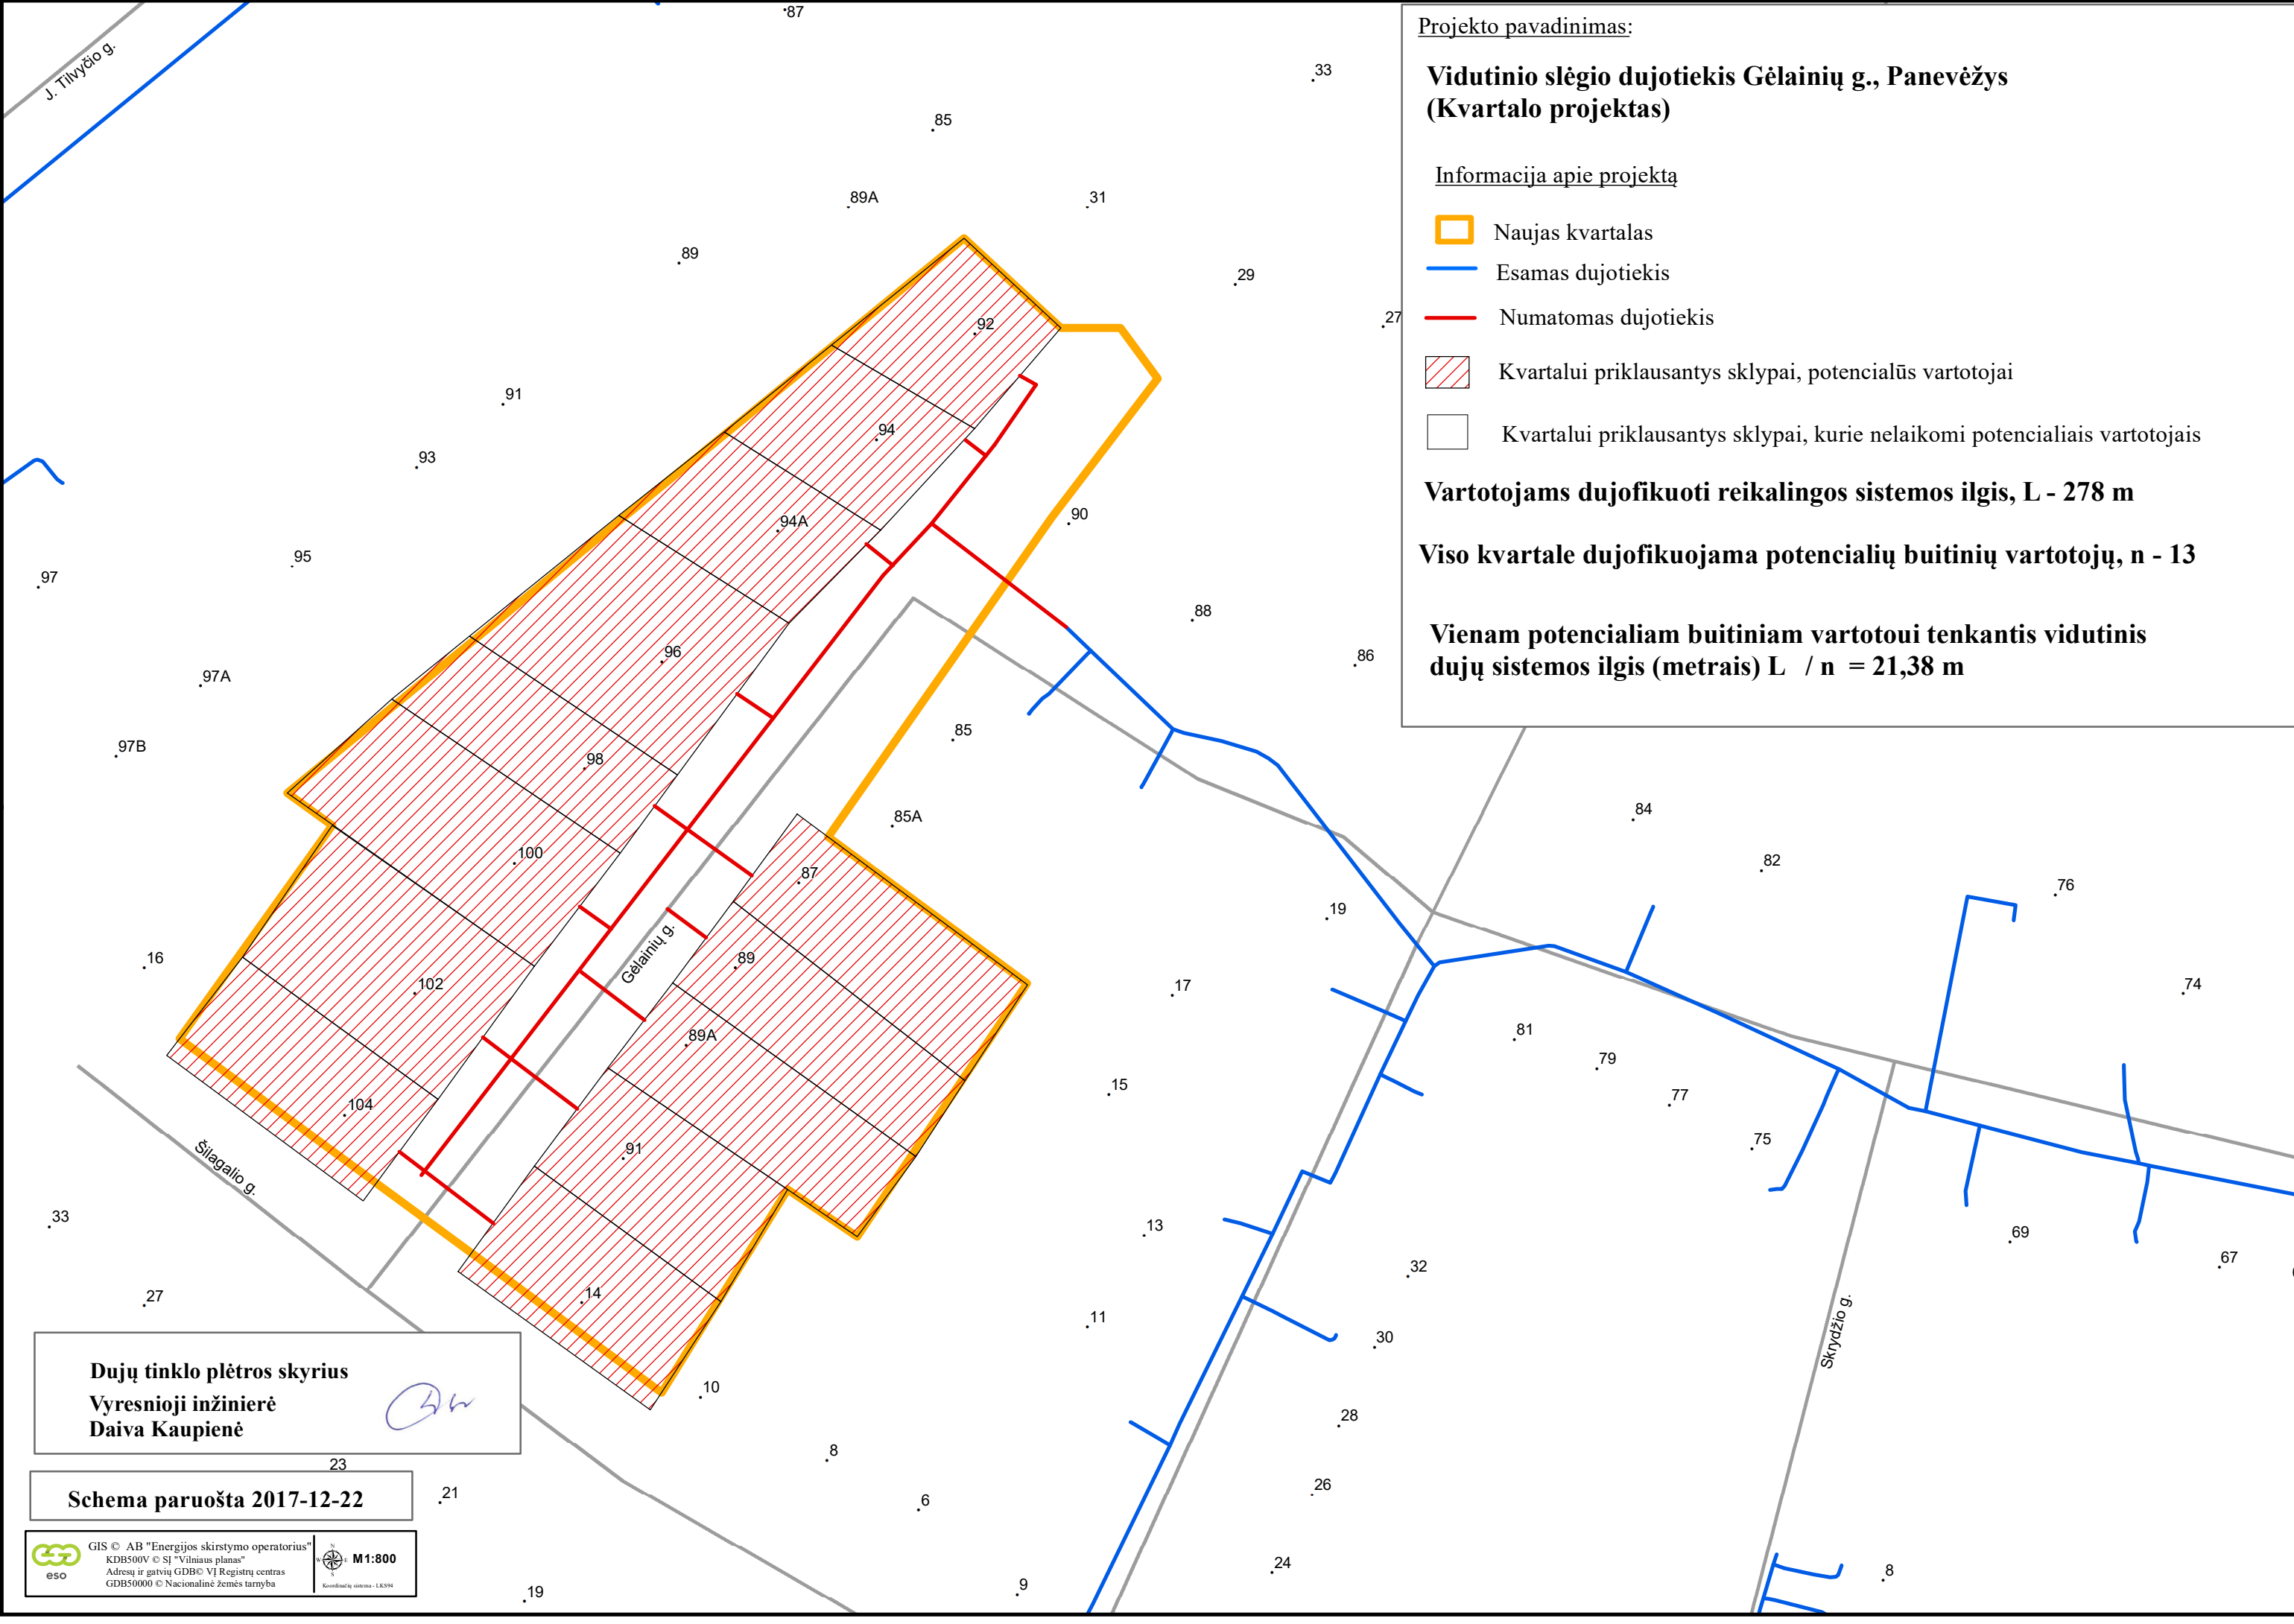 Projekto pavadinimas:
Vidutinio slėgio dujotiekis Gėlainių g., Panevėžys
(Kvartalo projektas)
Informacija apie projektą
Naujas kvartalas
Esamas dujotiekis
Numatomas dujotiekis
Kvartalui priklausantys sklypai, potencialūs vartotojai
Kvartalui priklausantys sklypai, kurie nelaikomi potencialiais vartotojais
Vartotojams dujofikuoti reikalingos sistemos ilgis, L - 278 m
Viso kvartale dujofikuojama potencialių buitinių vartotojų, n - 13
Vienam potencialiam buitiniam vartotoui tenkantis vidutinis
dujų sistemos ilgis (metrais) L / n = 21,38 m
J. Tilvyčio g.
87
33
85
89A
31
89
29
27
92
91
94
93
94A
90
95
97
88
96
86
97A
85
97B
98
84
85A
100
82
87
76
19
16
89
Gėlainių g.
102
17
74
89A
81
79
15
77
104
75
91
Šilagalio g.
33
13
69
67
32
27
14
11
30
Skrydžio g.
10
28
8
26
6
24
9
8
Dujų tinklo plėtros skyrius
Vyresnioji inžinierė
Daiva Kaupienė
23
21
Schema paruošta 2017-12-22
GIS © AB "Energijos skirstymo operatorius"
KDB500V © SĮ "Vilniaus planas"
Adresų ir gatvių GDB© VĮ Registrų centras
GDB50000 © Nacionalinė žemės tarnyba
eso
N
W
E
S
M1:800
Koordinačių sistema - LKS94
19